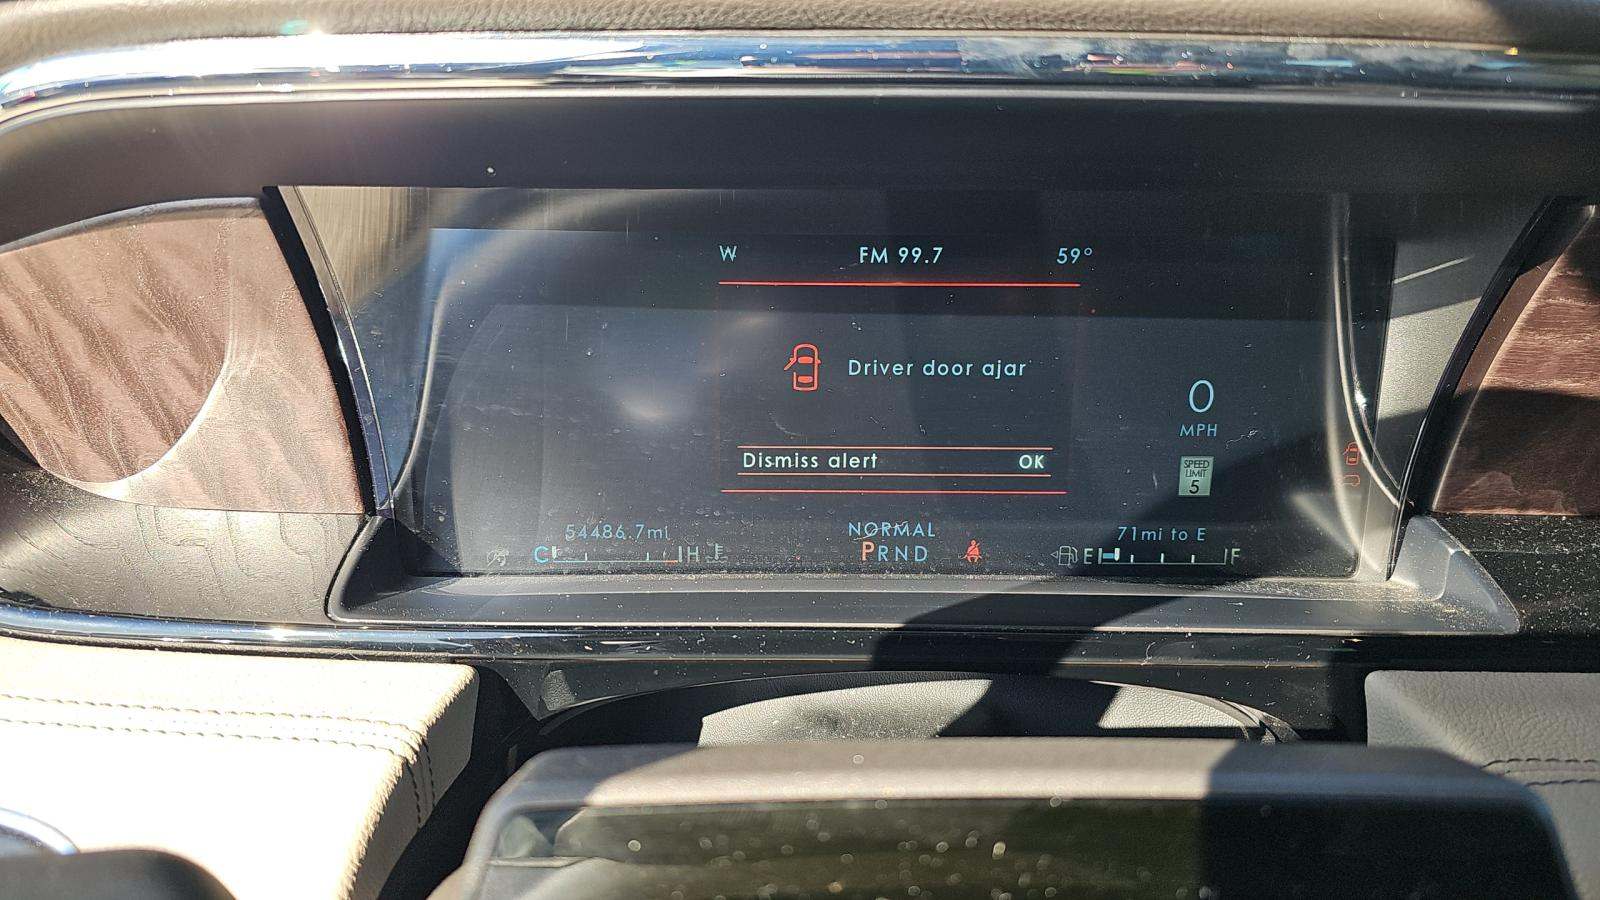 W FM 99.7 59°
Driver door ajar
0
MPH
Dismiss alert OK
SPEED
LIMIT
5
54486.7mi NORMAL 71mi to E
C H PRND E F